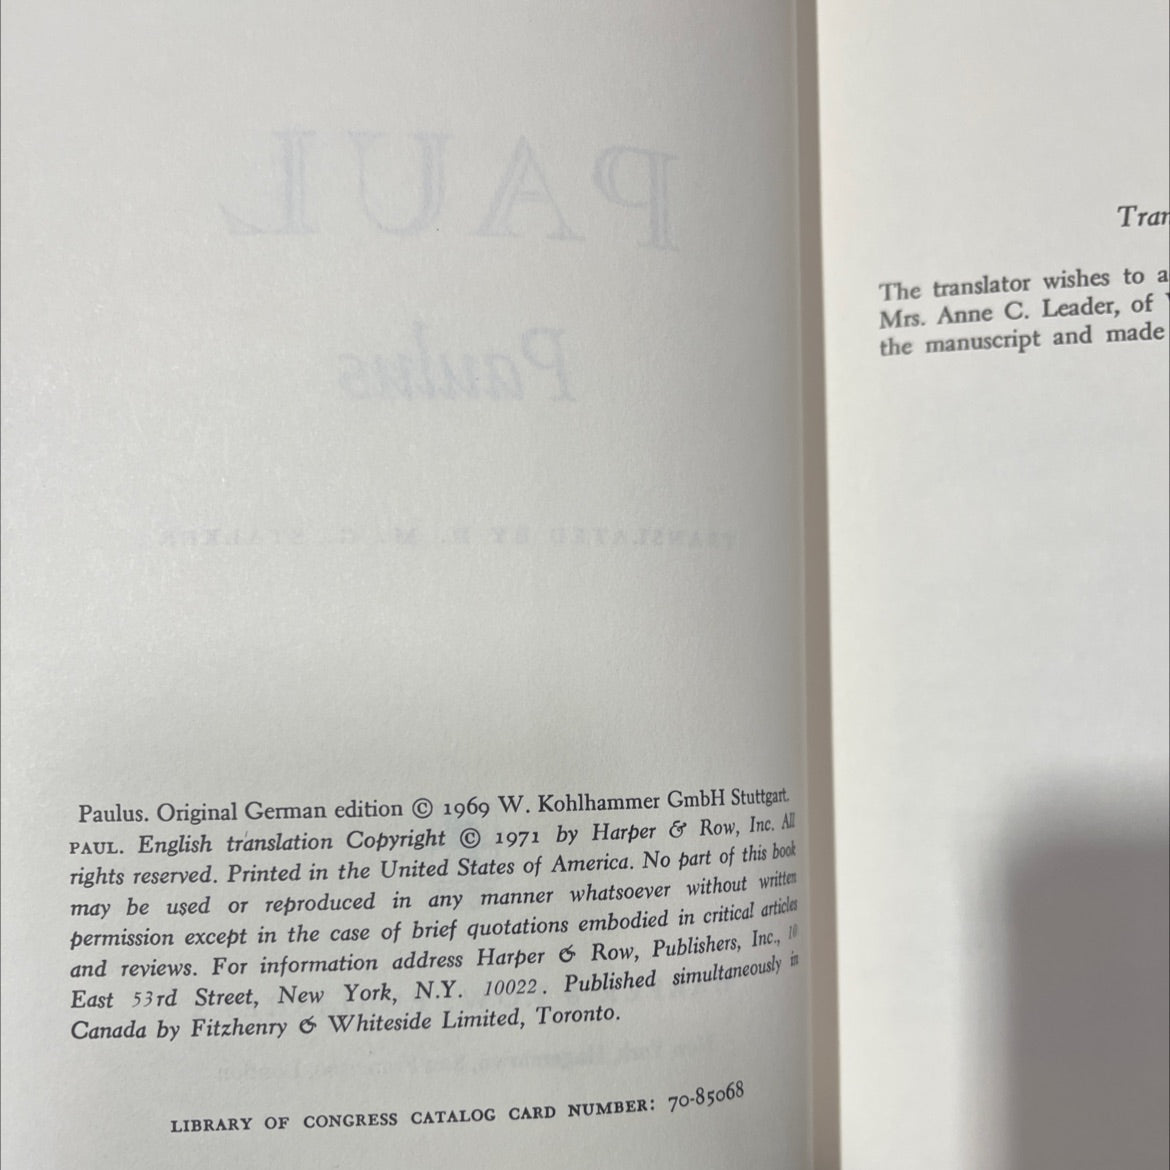 PAUL
Paulus
TRANSLATED BY D. M. G. STALKER
Paulus. Original German edition © 1969 W. Kohlhammer GmbH Stuttgart.
PAUL. English translation Copyright © 1971 by Harper & Row, Inc. All
rights reserved. Printed in the United States of America. No part of this book
may be used or reproduced in any manner whatsoever without written
permission except in the case of brief quotations embodied in critical articles
and reviews. For information address Harper & Row, Publishers, Inc., 10
East 53rd Street, New York, N.Y. 10022. Published simultaneously in
Canada by Fitzhenry & Whiteside Limited, Toronto.
LIBRARY OF CONGRESS CATALOG CARD NUMBER: 70-85068
Tran
The translator wishes to a
Mrs. Anne C. Leader, of
the manuscript and made